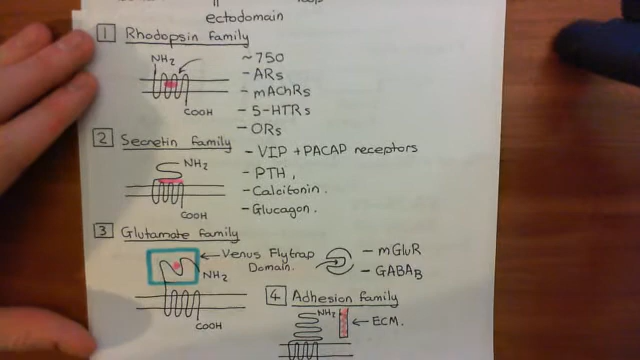 ectodomain
1 Rhodopsin family
NH2
COOH
~ 750
- ARs
- mAChRs
- 5-HTRs
- ORs
2 Secretin family
NH2
COOH
- VIP + PACAP receptors
- PTH,
- Calcitonin.
- Glucagon.
3 Glutamate family
Venus Flytrap
Domain.
NH2
COOH
- mGluR
- GABAB
4 Adhesion family
NH2
ECM.